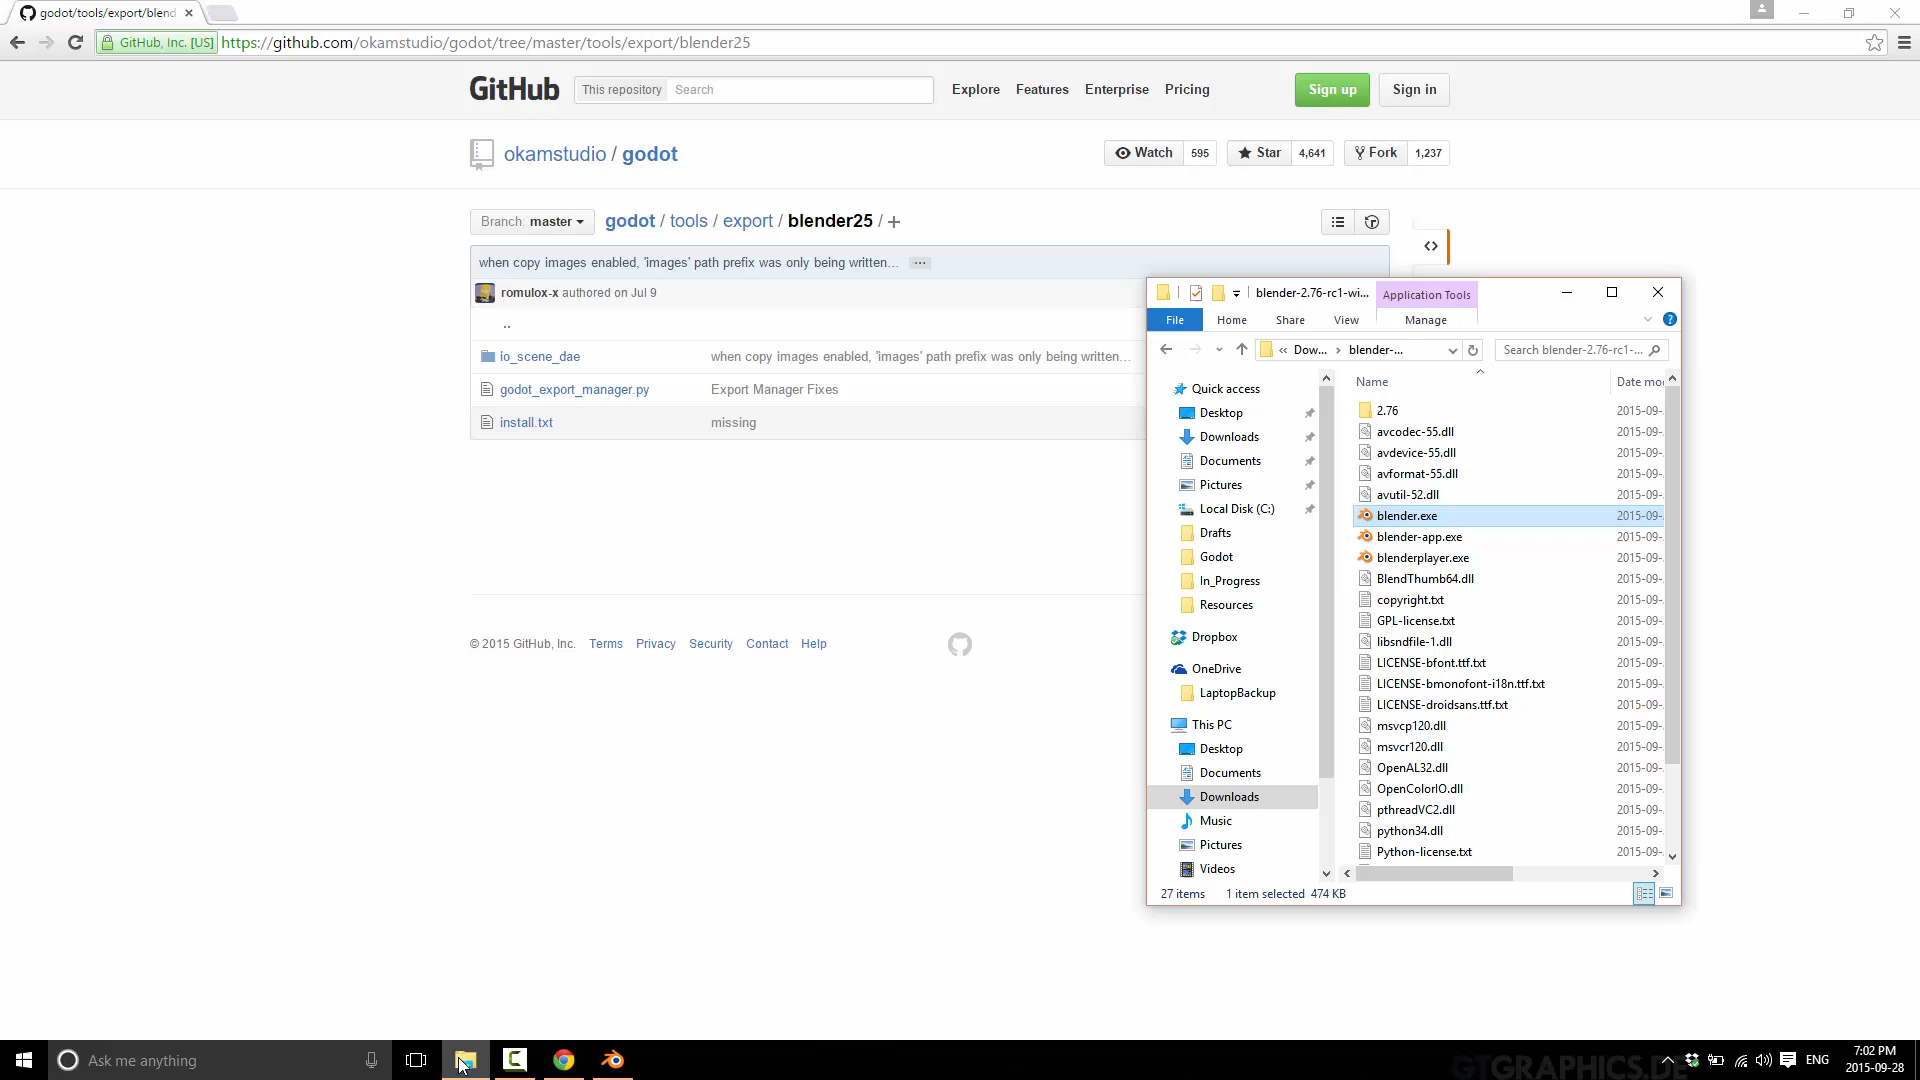 godot/tools/export/blend
GitHub, Inc. [US] https://github.com/okamstudio/godot/tree/master/tools/export/blender25
GitHub This repository Search Explore Features Enterprise Pricing Sign up Sign in
okamstudio / godot Watch 595 Star 4,641 Fork 1,237
Branch: master godot / tools / export / blender25 / +
when copy images enabled, 'images' path prefix was only being written…
romulox-x authored on Jul 9
..
io_scene_dae when copy images enabled, 'images' path prefix was only being written…
godot_export_manager.py Export Manager Fixes
install.txt missing
© 2015 GitHub, Inc. Terms Privacy Security Contact Help
blender-2.76-rc1-wi... Application Tools
File Home Share View Manage
« Dow... › blender-... Search blender-2.76-rc1-...
Quick access
Desktop
Downloads
Documents
Pictures
Local Disk (C:)
Drafts
Godot
In_Progress
Resources
Dropbox
OneDrive
LaptopBackup
This PC
Desktop
Documents
Downloads
Music
Pictures
Videos
Name Date mo
2.76 2015-09-
avcodec-55.dll 2015-09-
avdevice-55.dll 2015-09-
avformat-55.dll 2015-09-
avutil-52.dll 2015-09-
blender.exe 2015-09-
blender-app.exe 2015-09-
blenderplayer.exe 2015-09-
BlendThumb64.dll 2015-09-
copyright.txt 2015-09-
GPL-license.txt 2015-09-
libsndfile-1.dll 2015-09-
LICENSE-bfont.ttf.txt 2015-09-
LICENSE-bmonofont-i18n.ttf.txt 2015-09-
LICENSE-droidsans.ttf.txt 2015-09-
msvcp120.dll 2015-09-
msvcr120.dll 2015-09-
OpenAL32.dll 2015-09-
OpenColorIO.dll 2015-09-
pthreadVC2.dll 2015-09-
python34.dll 2015-09-
Python-license.txt 2015-09-
27 items 1 item selected 474 KB
Ask me anything
GTGRAPHICS.DE
ENG
7:02 PM
2015-09-28